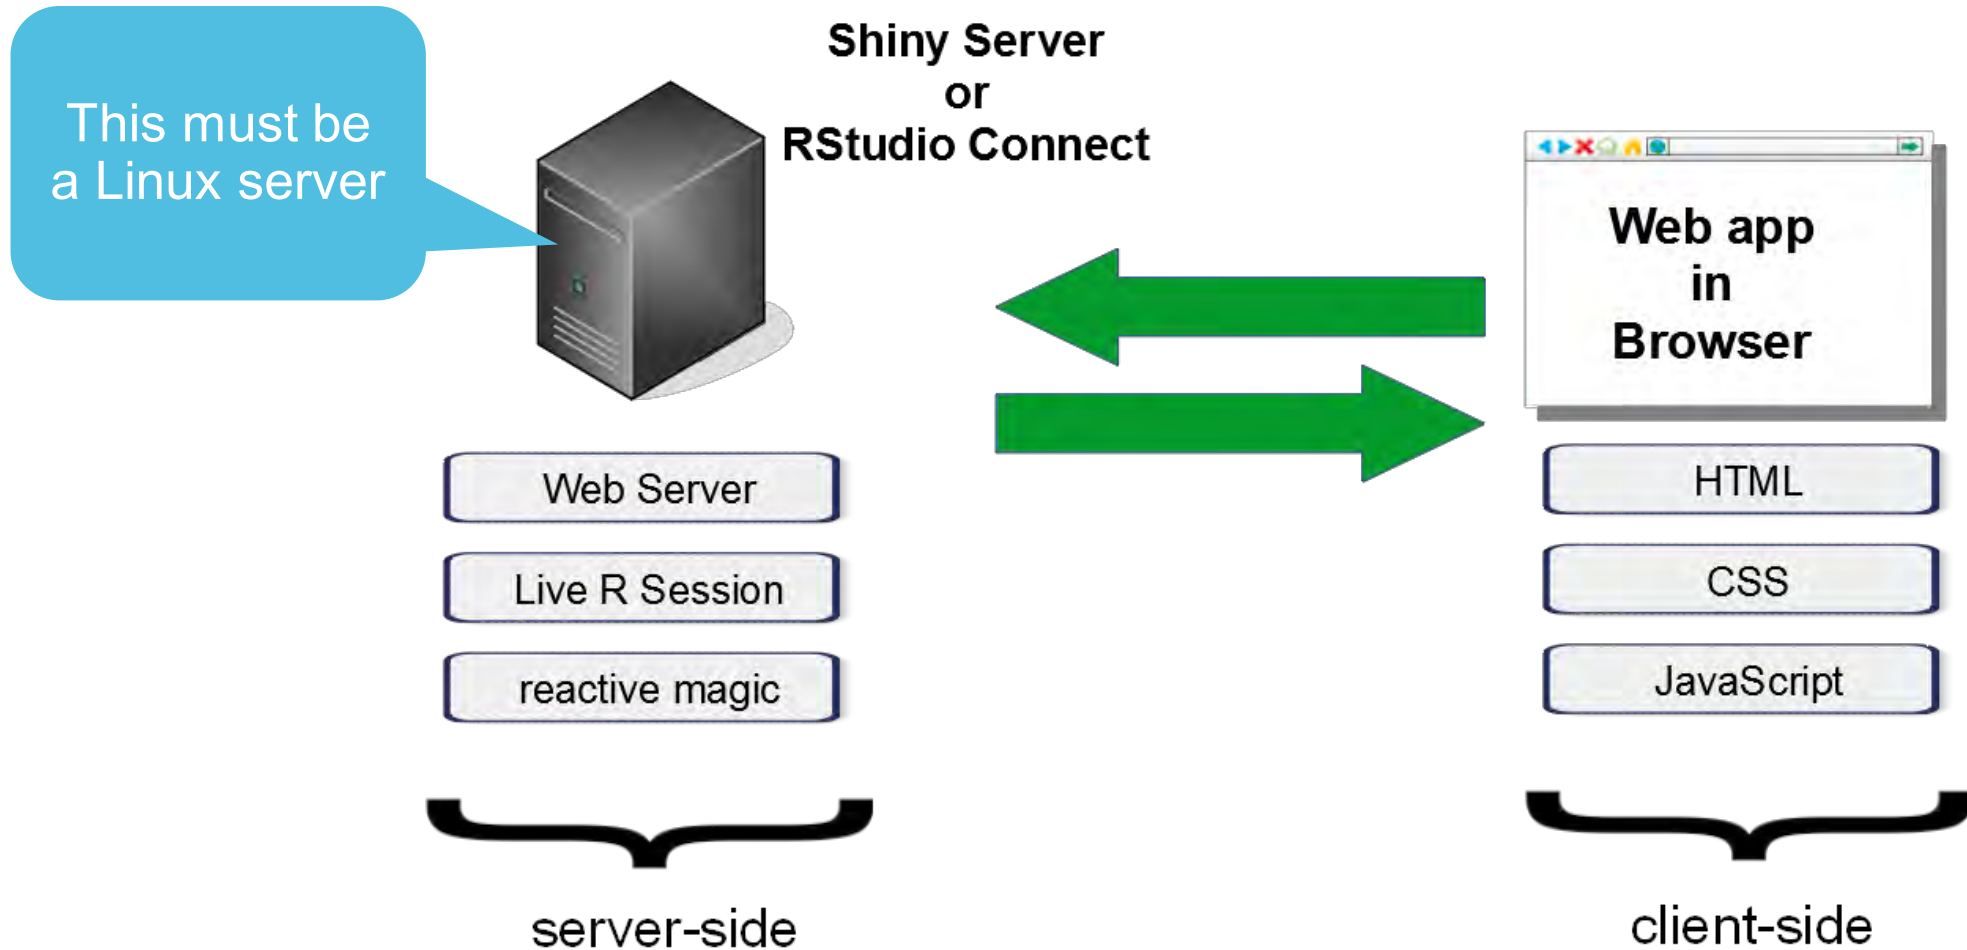 This must be
a Linux server
Shiny Server
or
RStudio Connect
Web app
in
Browser
Web Server
Live R Session
reactive magic
HTML
CSS
JavaScript
server-side
client-side